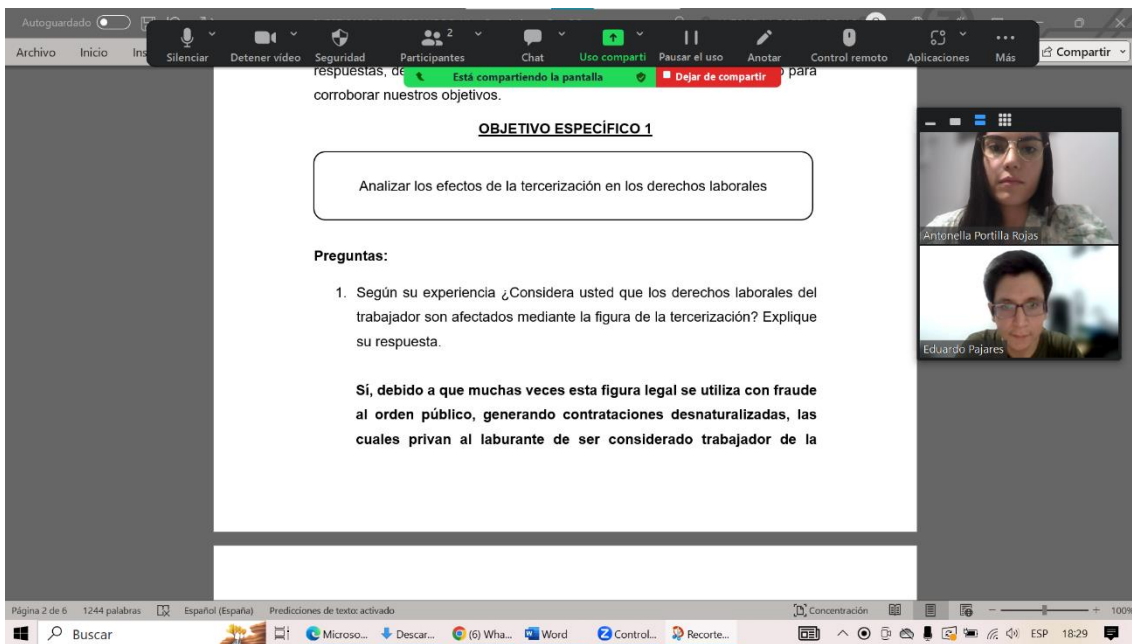 Autoguardado
Archivo Inicio Ins
Silenciar Detener vídeo Seguridad Participantes 2 Chat Uso comparti Pausar el uso Anotar Control remoto Aplicaciones Más
Compartir
Está compartiendo la pantalla Dejar de compartir
respuestas, de para
corroborar nuestros objetivos.
OBJETIVO ESPECÍFICO 1
Analizar los efectos de la tercerización en los derechos laborales
Preguntas:
1. Según su experiencia ¿Considera usted que los derechos laborales del
trabajador son afectados mediante la figura de la tercerización? Explique
su respuesta.
Sí, debido a que muchas veces esta figura legal se utiliza con fraude
al orden público, generando contrataciones desnaturalizadas, las
cuales privan al laburante de ser considerado trabajador de la
Antonella Portilla Rojas
Eduardo Pajares
Página 2 de 6 1244 palabras Español (España) Predicciones de texto: activado Concentración 100%
Buscar Microso... Descar... (6) Wha... Word Control... Recorte... ESP 18:29